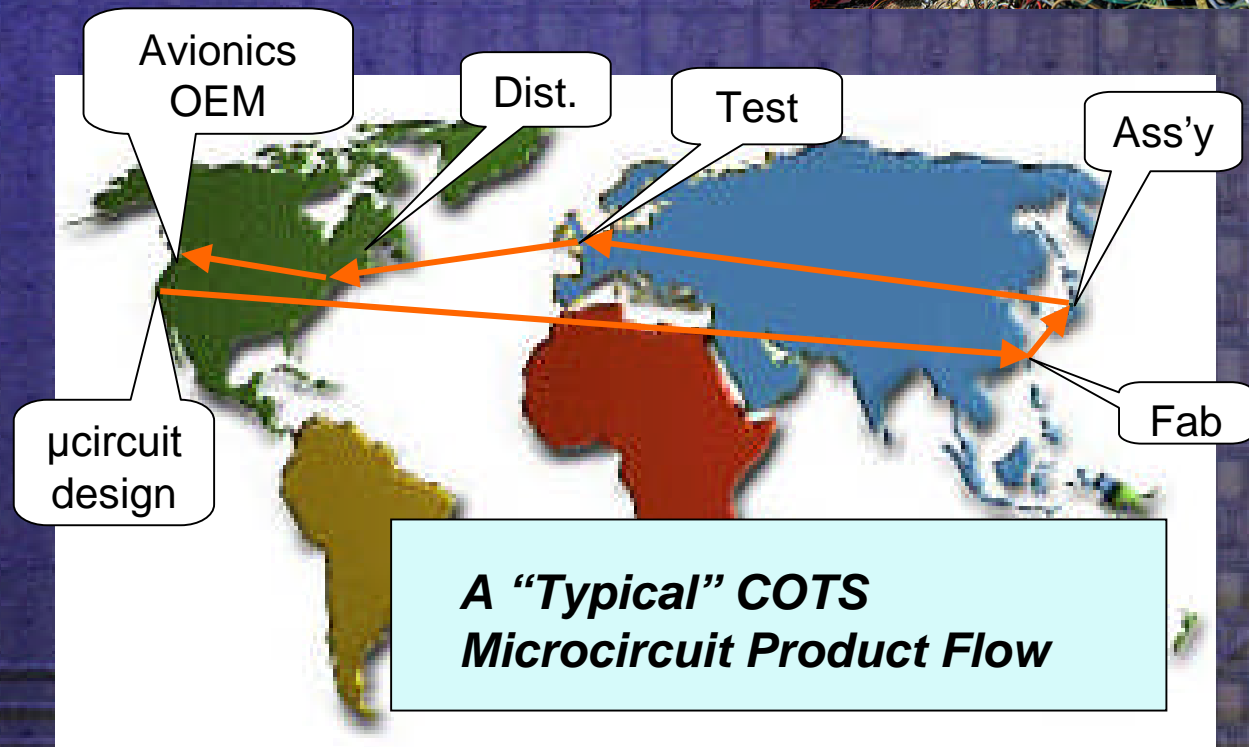 Avionics
OEM
Dist.
Test
Ass’y
µcircuit
design
Fab
A “Typical” COTS
Microcircuit Product Flow